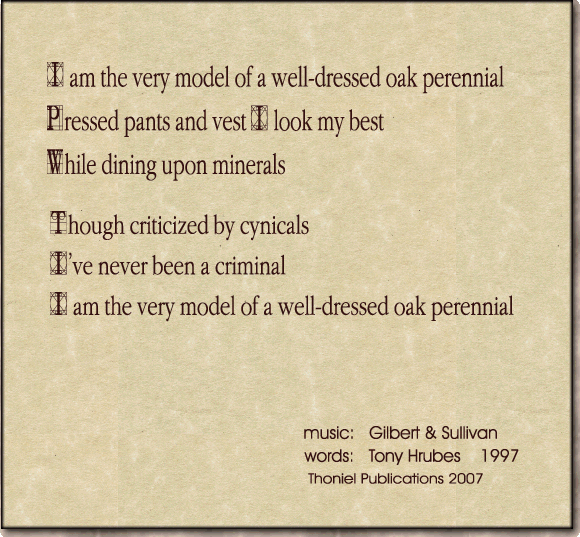 I am the very model of a well-dressed oak perennial
Pressed pants and vest I look my best
While dining upon minerals
Though criticized by cynicals
I've never been a criminal
I am the very model of a well-dressed oak perennial
music: Gilbert & Sullivan
words: Tony Hrubes 1997
Thoniel Publications 2007